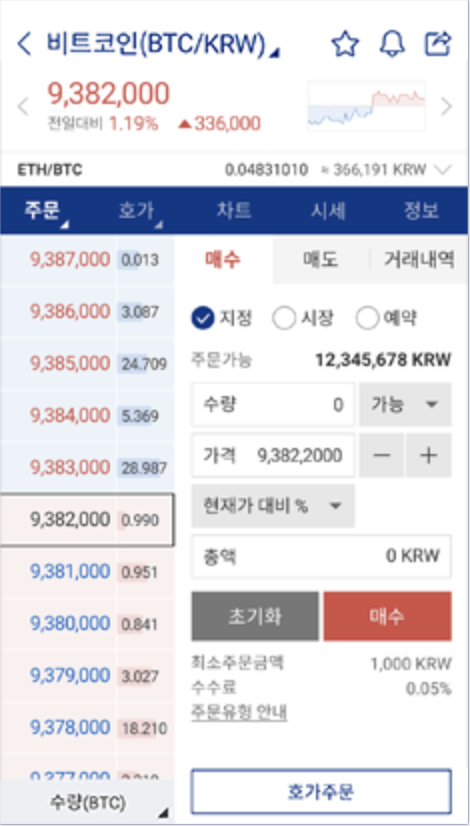 비트코인(BTC/KRW)
9,382,000
전일대비 1.19% ▲336,000
ETH/BTC 0.04831010 ≈ 366,191 KRW
주문 호가 차트 시세 정보
9,387,000 0.013
9,386,000 3.087
9,385,000 24.709
9,384,000 5.369
9,383,000 28.987
9,382,000 0.990
9,381,000 0.951
9,380,000 0.841
9,379,000 3.027
9,378,000 18.210
9,377,000
수량(BTC)
매수 매도 거래내역
지정 시장 예약
주문가능 12,345,678 KRW
수량 0 가능
가격 9,382,2000 − +
현재가 대비 %
총액 0 KRW
초기화 매수
최소주문금액 1,000 KRW
수수료 0.05%
주문유형 안내
호가주문